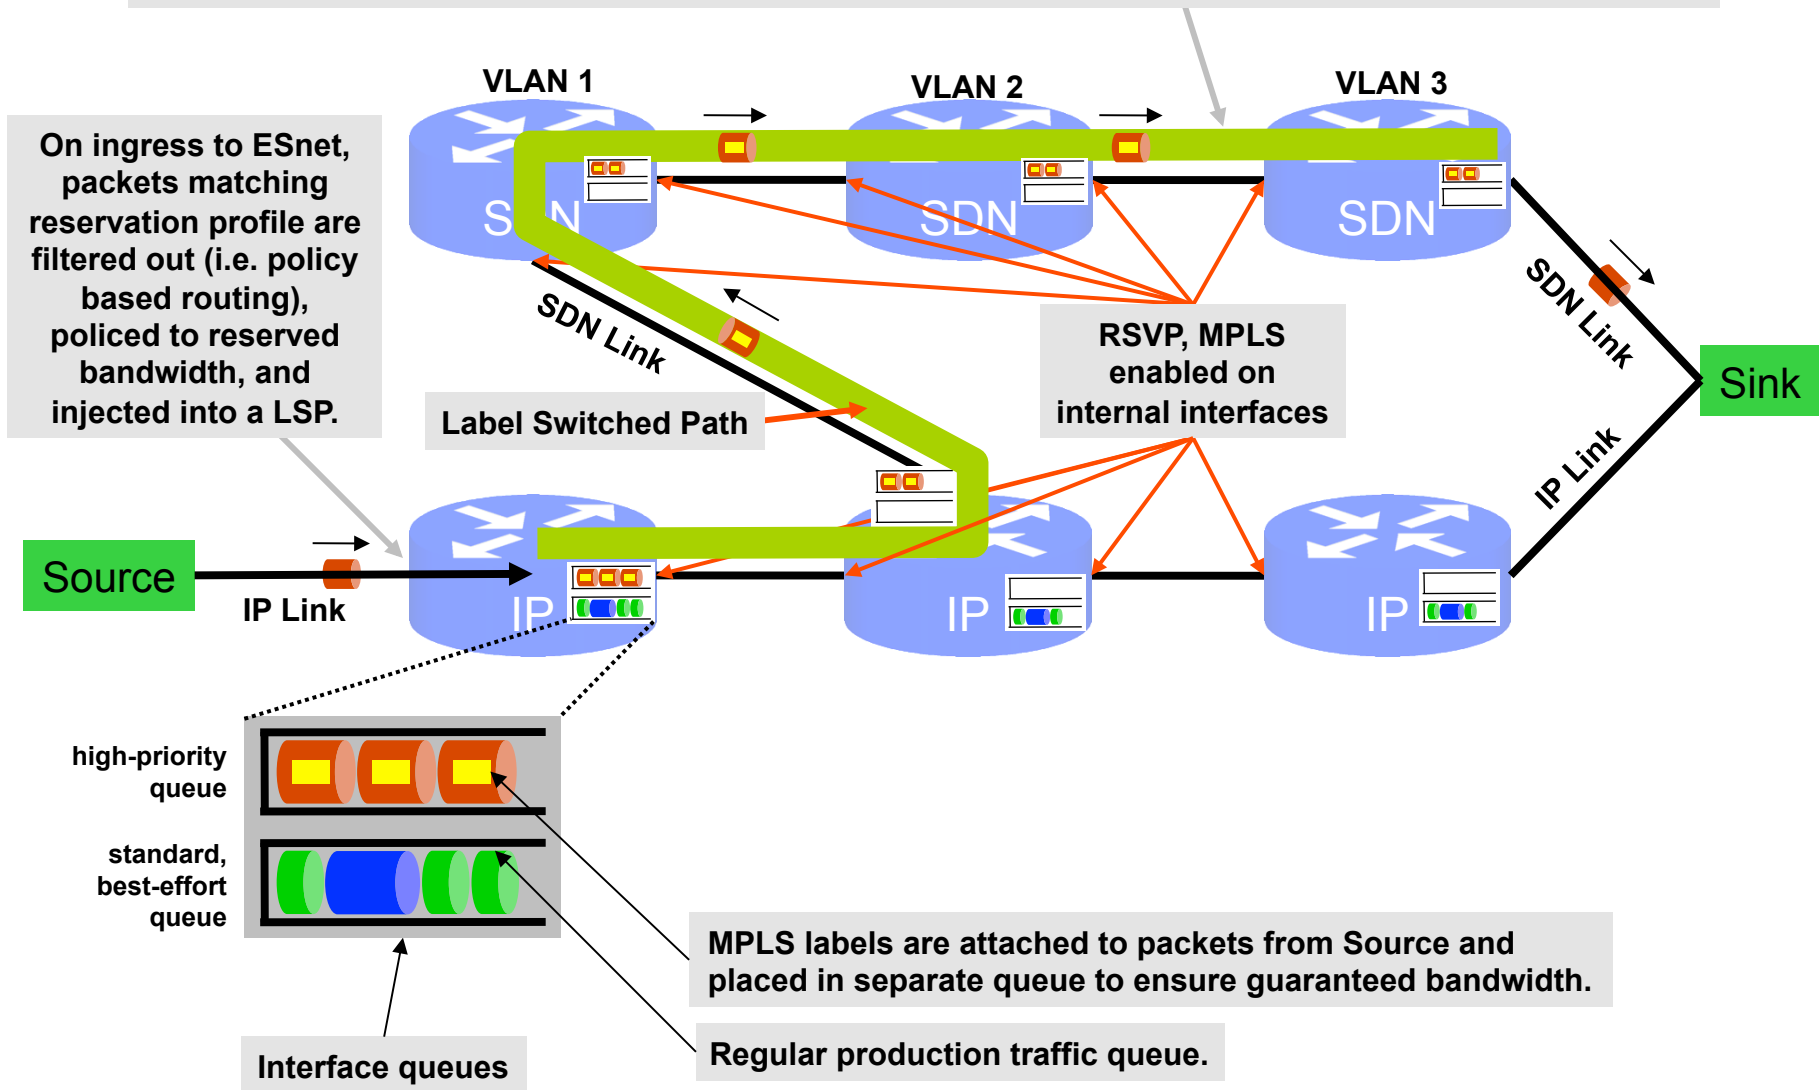 VLAN 1
VLAN 2
VLAN 3
On ingress to ESnet,
packets matching
reservation profile are
filtered out (i.e. policy
based routing),
policed to reserved
bandwidth, and
injected into a LSP.
SDN
SDN
SDN
SDN Link
SDN Link
RSVP, MPLS
enabled on
internal interfaces
Label Switched Path
Sink
IP Link
Source
IP Link
IP
IP
IP
high-priority
queue
standard,
best-effort
queue
MPLS labels are attached to packets from Source and
placed in separate queue to ensure guaranteed bandwidth.
Regular production traffic queue.
Interface queues